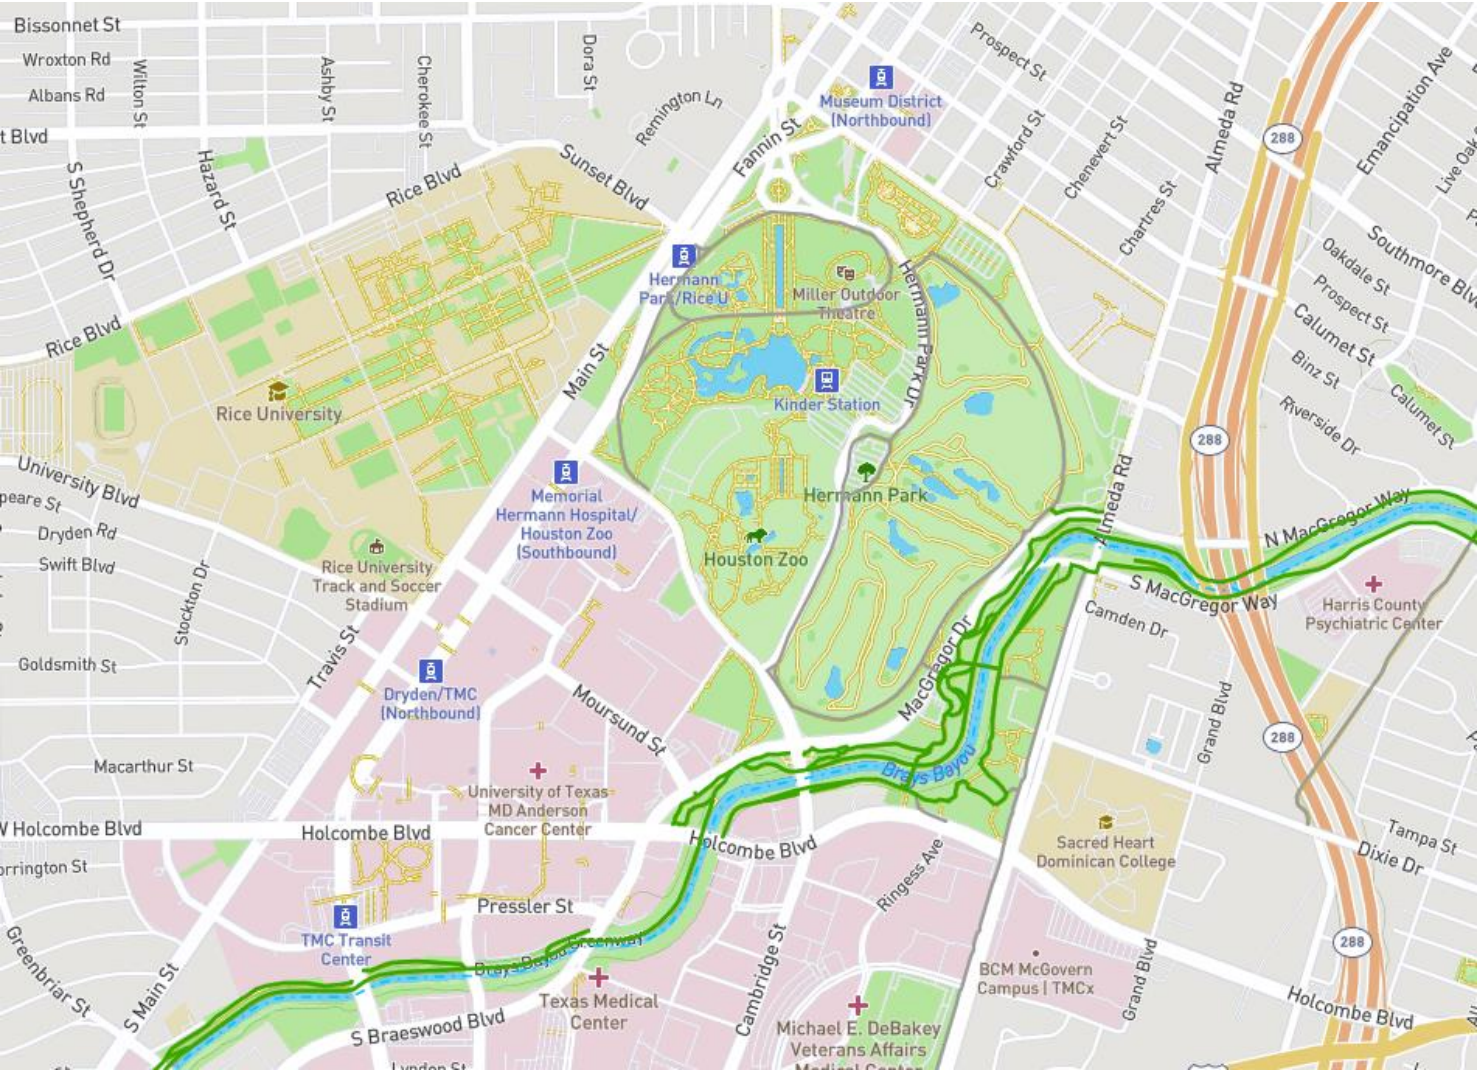 Bissonnet St
Wroxton Rd
Albans Rd
t Blvd
Wilton St
Ashby St
Cherokee St
Dora St
Remington Ln
Prospect St
Museum District
(Northbound)
Fannin St
Crawford St
Chenevert St
Almeda Rd
288
Emancipation Ave
Live Oak
S Shepherd Dr
Hazard St
Rice Blvd
Sunset Blvd
Chartres St
Southmore Blv
Oakdale St
Prospect St
Calumet St
Binz St
Calumet St
Riverside Dr
Hermann
Park/Rice U
Miller Outdoor
Theatre
Hermann Park Dr
Rice Blvd
Main St
Kinder Station
Rice University
288
University Blvd
peare St
Dryden Rd
Swift Blvd
Stockton Dr
Goldsmith St
Memorial
Hermann Hospital/
Houston Zoo
(Southbound)
Hermann Park
Houston Zoo
Almeda Rd
N MacGregor Way
S MacGregor Way
Camden Dr
Harris County
Psychiatric Center
Rice University
Track and Soccer
Stadium
Travis St
Dryden/TMC
(Northbound)
Moursund St
MacGregor Dr
Grand Blvd
288
Macarthur St
University of Texas
MD Anderson
Cancer Center
Brays Bayou
W Holcombe Blvd
Holcombe Blvd
Holcombe Blvd
orrington St
Ringess Ave
Sacred Heart
Dominican College
Tampa St
Dixie Dr
Pressler St
TMC Transit
Center
Brays Bayou Greenway
Texas Medical
Center
Cambridge St
BCM McGovern
Campus | TMCx
Grand Blvd
288
Holcombe Blvd
Greenbriar St
S Main St
S Braeswood Blvd
Lyndon St
Michael E. DeBakey
Veterans Affairs
Medical Center